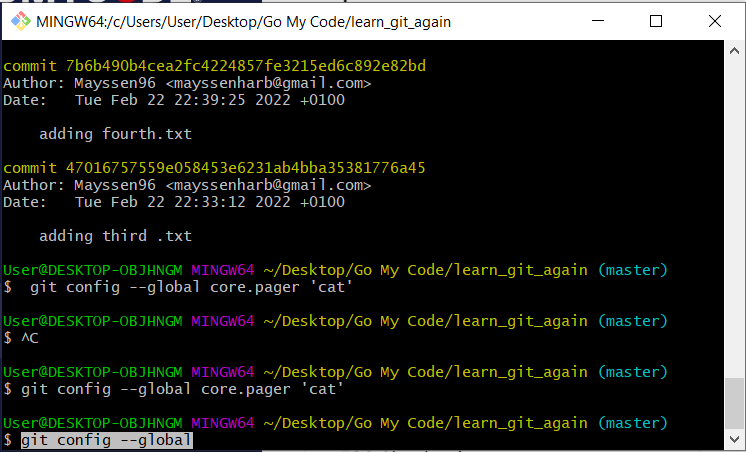 MINGW64:/c/Users/User/Desktop/Go My Code/learn_git_again
commit 7b6b490b4cea2fc4224857fe3215ed6c892e82bd
Author: Mayssen96 <mayssenharb@gmail.com>
Date:   Tue Feb 22 22:39:25 2022 +0100
adding fourth.txt
commit 47016757559e058453e6231ab4bba35381776a45
Author: Mayssen96 <mayssenharb@gmail.com>
Date:   Tue Feb 22 22:33:12 2022 +0100
adding third .txt
User@DESKTOP-OBJHNGM MINGW64 ~/Desktop/Go My Code/learn_git_again (master)
$  git config --global core.pager 'cat'
User@DESKTOP-OBJHNGM MINGW64 ~/Desktop/Go My Code/learn_git_again (master)
$ ^C
User@DESKTOP-OBJHNGM MINGW64 ~/Desktop/Go My Code/learn_git_again (master)
$ git config --global core.pager 'cat'
User@DESKTOP-OBJHNGM MINGW64 ~/Desktop/Go My Code/learn_git_again (master)
$ git config --global